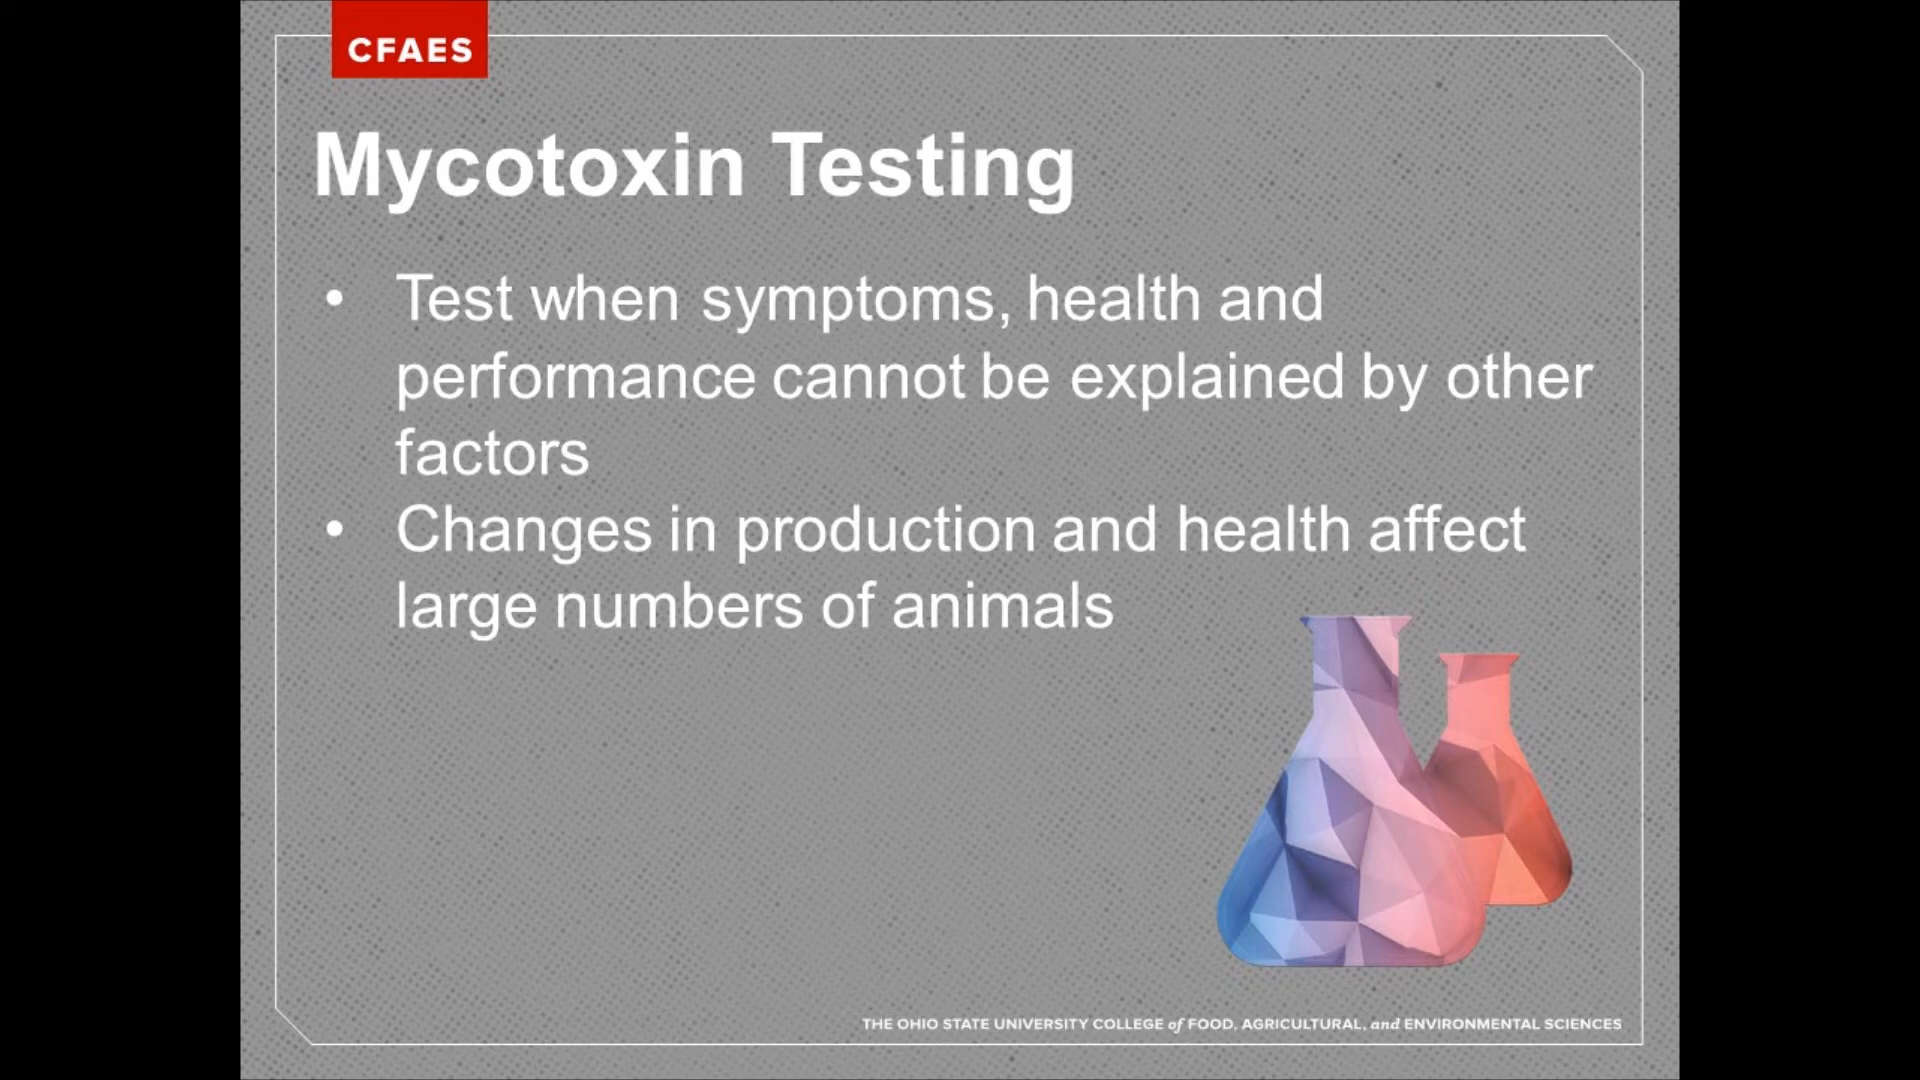 CFAES
Mycotoxin Testing
• Test when symptoms, health and
performance cannot be explained by other
factors
• Changes in production and health affect
large numbers of animals
THE OHIO STATE UNIVERSITY COLLEGE of FOOD, AGRICULTURAL, and ENVIRONMENTAL SCIENCES